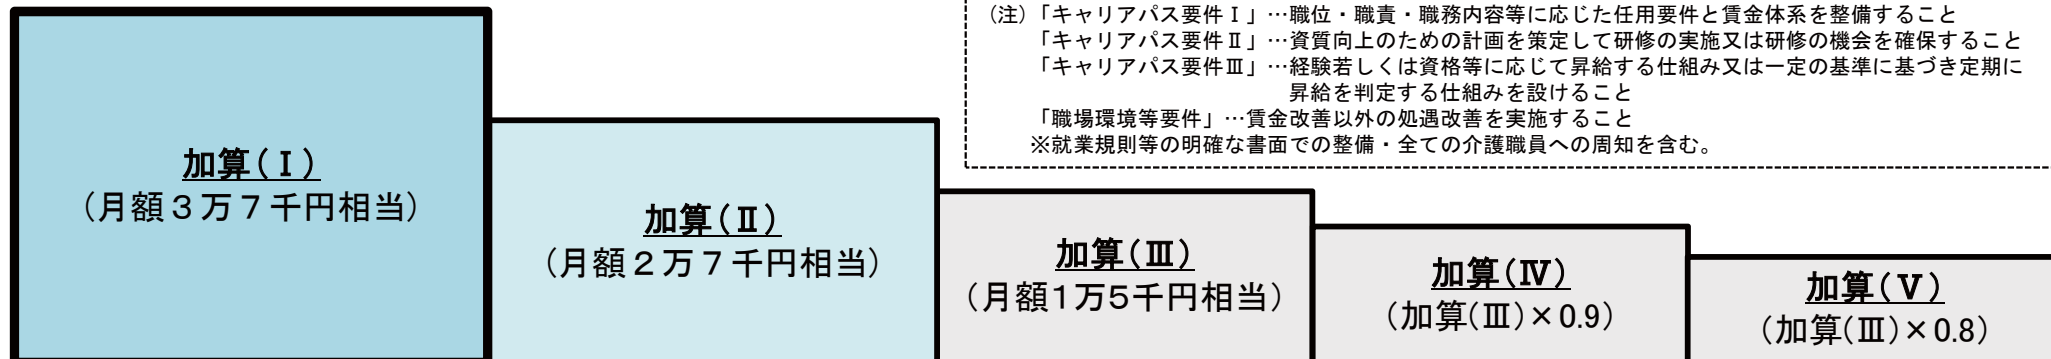 (注)「キャリアパス要件Ⅰ」…職位・職責・職務内容等に応じた任用要件と賃金体系を整備すること
「キャリアパス要件Ⅱ」…資質向上のための計画を策定して研修の実施又は研修の機会を確保すること
「キャリアパス要件Ⅲ」…経験若しくは資格等に応じて昇給する仕組み又は一定の基準に基づき定期に
昇給を判定する仕組みを設けること
「職場環境等要件」…賃金改善以外の処遇改善を実施すること
※就業規則等の明確な書面での整備・全ての介護職員への周知を含む。
加算(Ⅰ)
(月額3万7千円相当)
加算(Ⅱ)
(月額2万7千円相当)
加算(Ⅲ)
(月額1万5千円相当)
加算(Ⅳ)
(加算(Ⅲ)×0.9)
加算(Ⅴ)
(加算(Ⅲ)×0.8)